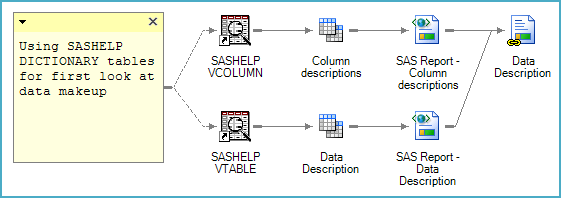 Using SASHELP
DICTIONARY tables
for first look at
data makeup
SASHELP
VCOLUMN
Column
descriptions
SAS Report -
Column
descriptions
Data
Description
SASHELP
VTABLE
Data
Description
SAS Report -
Data
Description